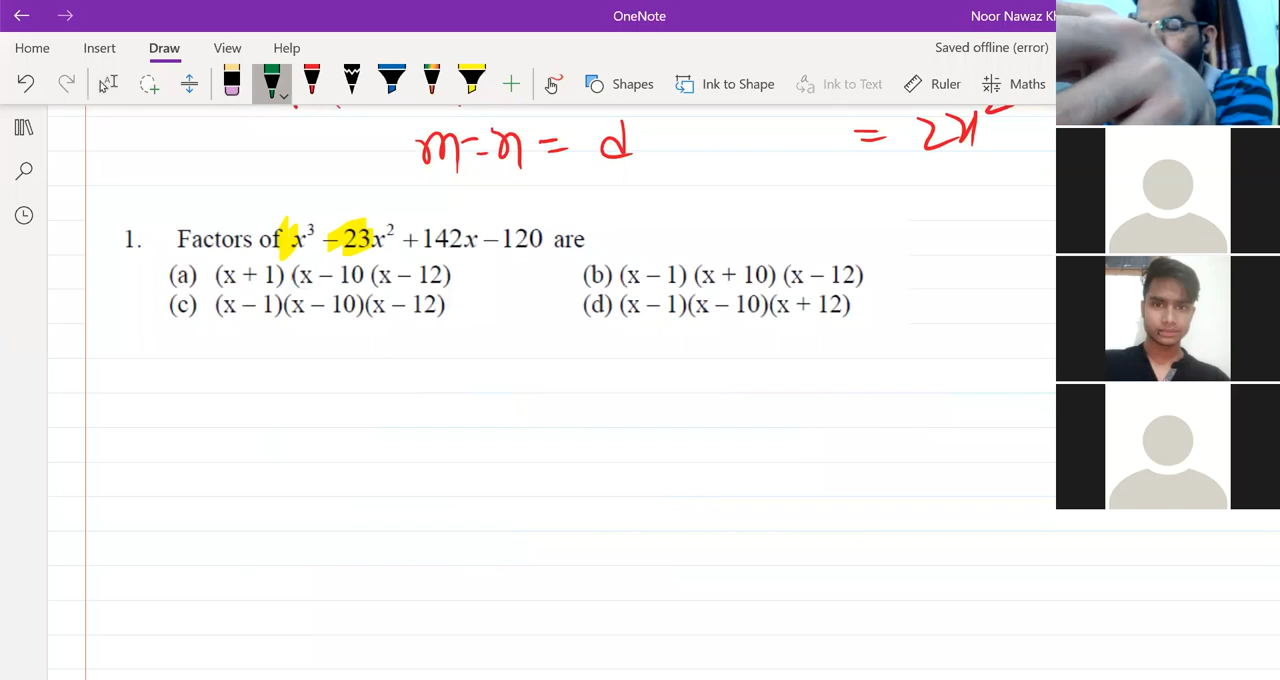 OneNote
Noor Nawaz Kh
Home Insert Draw View Help
Saved offline (error)
Shapes Ink to Shape Ink to Text Ruler Maths
m-n = d
= 2x²
1. Factors of x³ – 23x² + 142x – 120 are
(a) (x + 1) (x – 10 (x – 12) (b) (x – 1) (x + 10) (x – 12)
(c) (x – 1)(x – 10)(x – 12) (d) (x – 1)(x – 10)(x + 12)